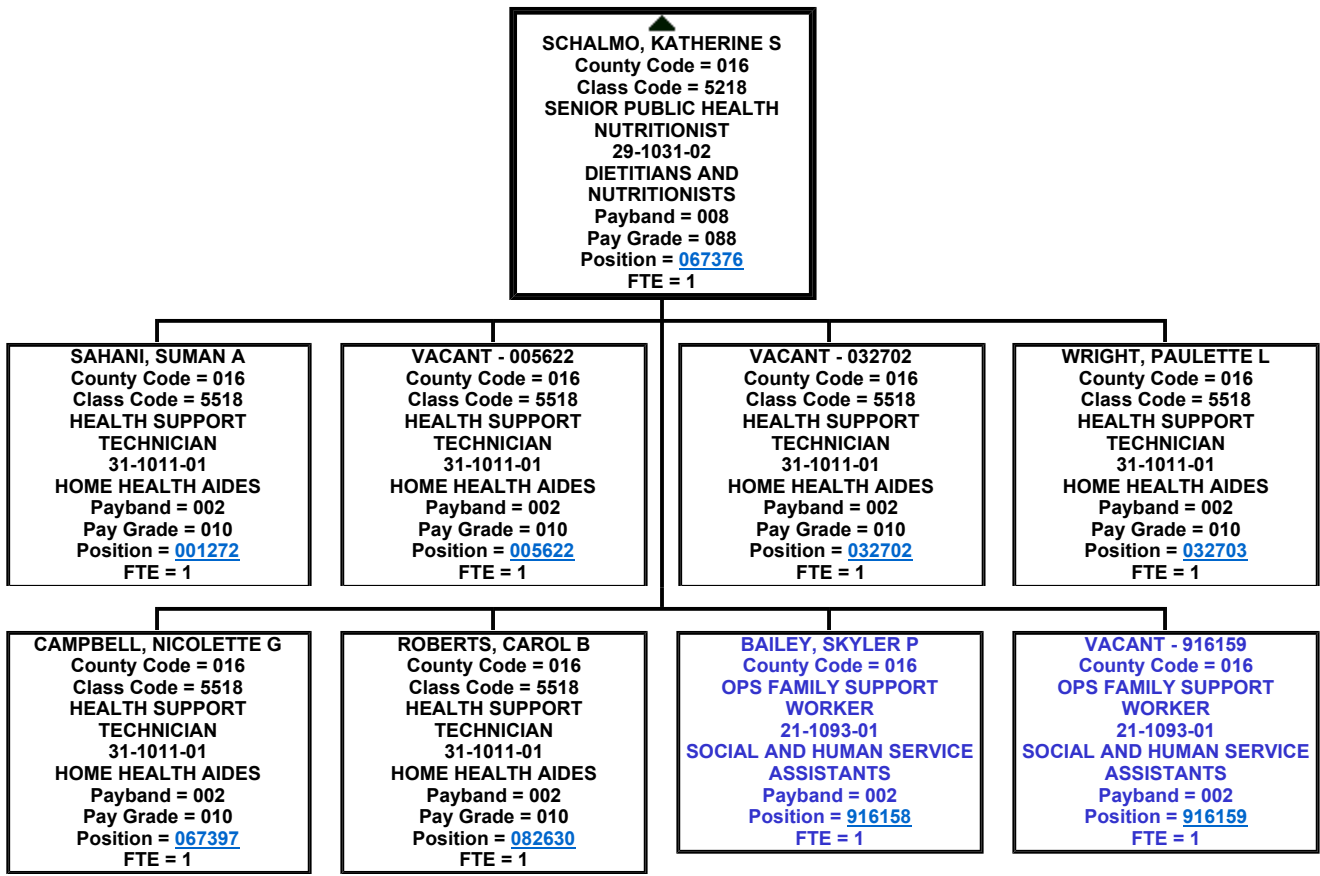 SCHALMO, KATHERINE S
County Code = 016
Class Code = 5218
SENIOR PUBLIC HEALTH
NUTRITIONIST
29-1031-02
DIETITIANS AND
NUTRITIONISTS
Payband = 008
Pay Grade = 088
Position = 067376
FTE = 1
SAHANI, SUMAN A
County Code = 016
Class Code = 5518
HEALTH SUPPORT
TECHNICIAN
31-1011-01
HOME HEALTH AIDES
Payband = 002
Pay Grade = 010
Position = 001272
FTE = 1
VACANT - 005622
County Code = 016
Class Code = 5518
HEALTH SUPPORT
TECHNICIAN
31-1011-01
HOME HEALTH AIDES
Payband = 002
Pay Grade = 010
Position = 005622
FTE = 1
VACANT - 032702
County Code = 016
Class Code = 5518
HEALTH SUPPORT
TECHNICIAN
31-1011-01
HOME HEALTH AIDES
Payband = 002
Pay Grade = 010
Position = 032702
FTE = 1
WRIGHT, PAULETTE L
County Code = 016
Class Code = 5518
HEALTH SUPPORT
TECHNICIAN
31-1011-01
HOME HEALTH AIDES
Payband = 002
Pay Grade = 010
Position = 032703
FTE = 1
CAMPBELL, NICOLETTE G
County Code = 016
Class Code = 5518
HEALTH SUPPORT
TECHNICIAN
31-1011-01
HOME HEALTH AIDES
Payband = 002
Pay Grade = 010
Position = 067397
FTE = 1
ROBERTS, CAROL B
County Code = 016
Class Code = 5518
HEALTH SUPPORT
TECHNICIAN
31-1011-01
HOME HEALTH AIDES
Payband = 002
Pay Grade = 010
Position = 082630
FTE = 1
BAILEY, SKYLER P
County Code = 016
OPS FAMILY SUPPORT
WORKER
21-1093-01
SOCIAL AND HUMAN SERVICE
ASSISTANTS
Payband = 002
Position = 916158
FTE = 1
VACANT - 916159
County Code = 016
OPS FAMILY SUPPORT
WORKER
21-1093-01
SOCIAL AND HUMAN SERVICE
ASSISTANTS
Payband = 002
Position = 916159
FTE = 1